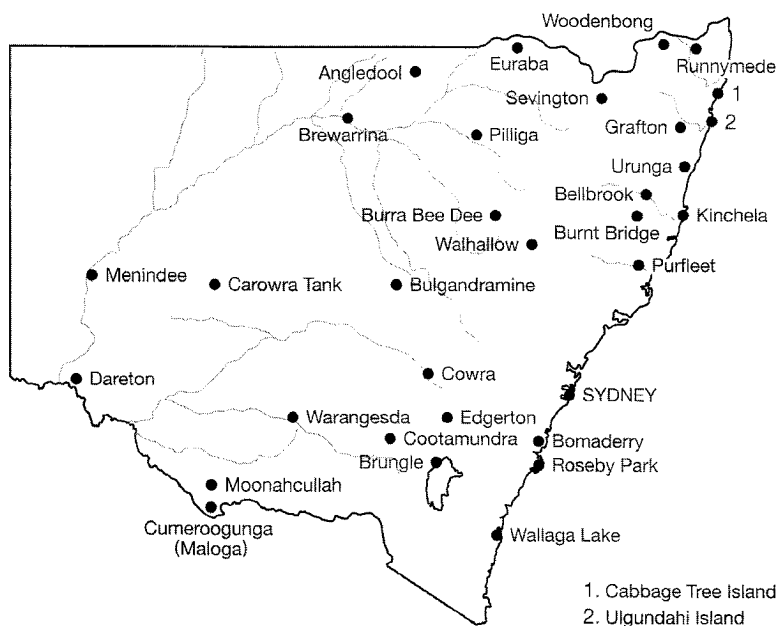 Woodenbong
Euraba
Runnymede
Angledool
Sevington
1
Brewarrina
Pilliga
Grafton
2
Urunga
Bellbrook
Burra Bee Dee
Kinchela
Burnt Bridge
Walhallow
Purfleet
Menindee
Carowra Tank
Bulgandramine
Dareton
Cowra
SYDNEY
Warangesda
Edgerton
Cootamundra
Bomaderry
Brungle
Roseby Park
Moonahcullah
Cumeroogunga
(Maloga)
Wallaga Lake
1. Cabbage Tree Island
2. Ulgundahi Island